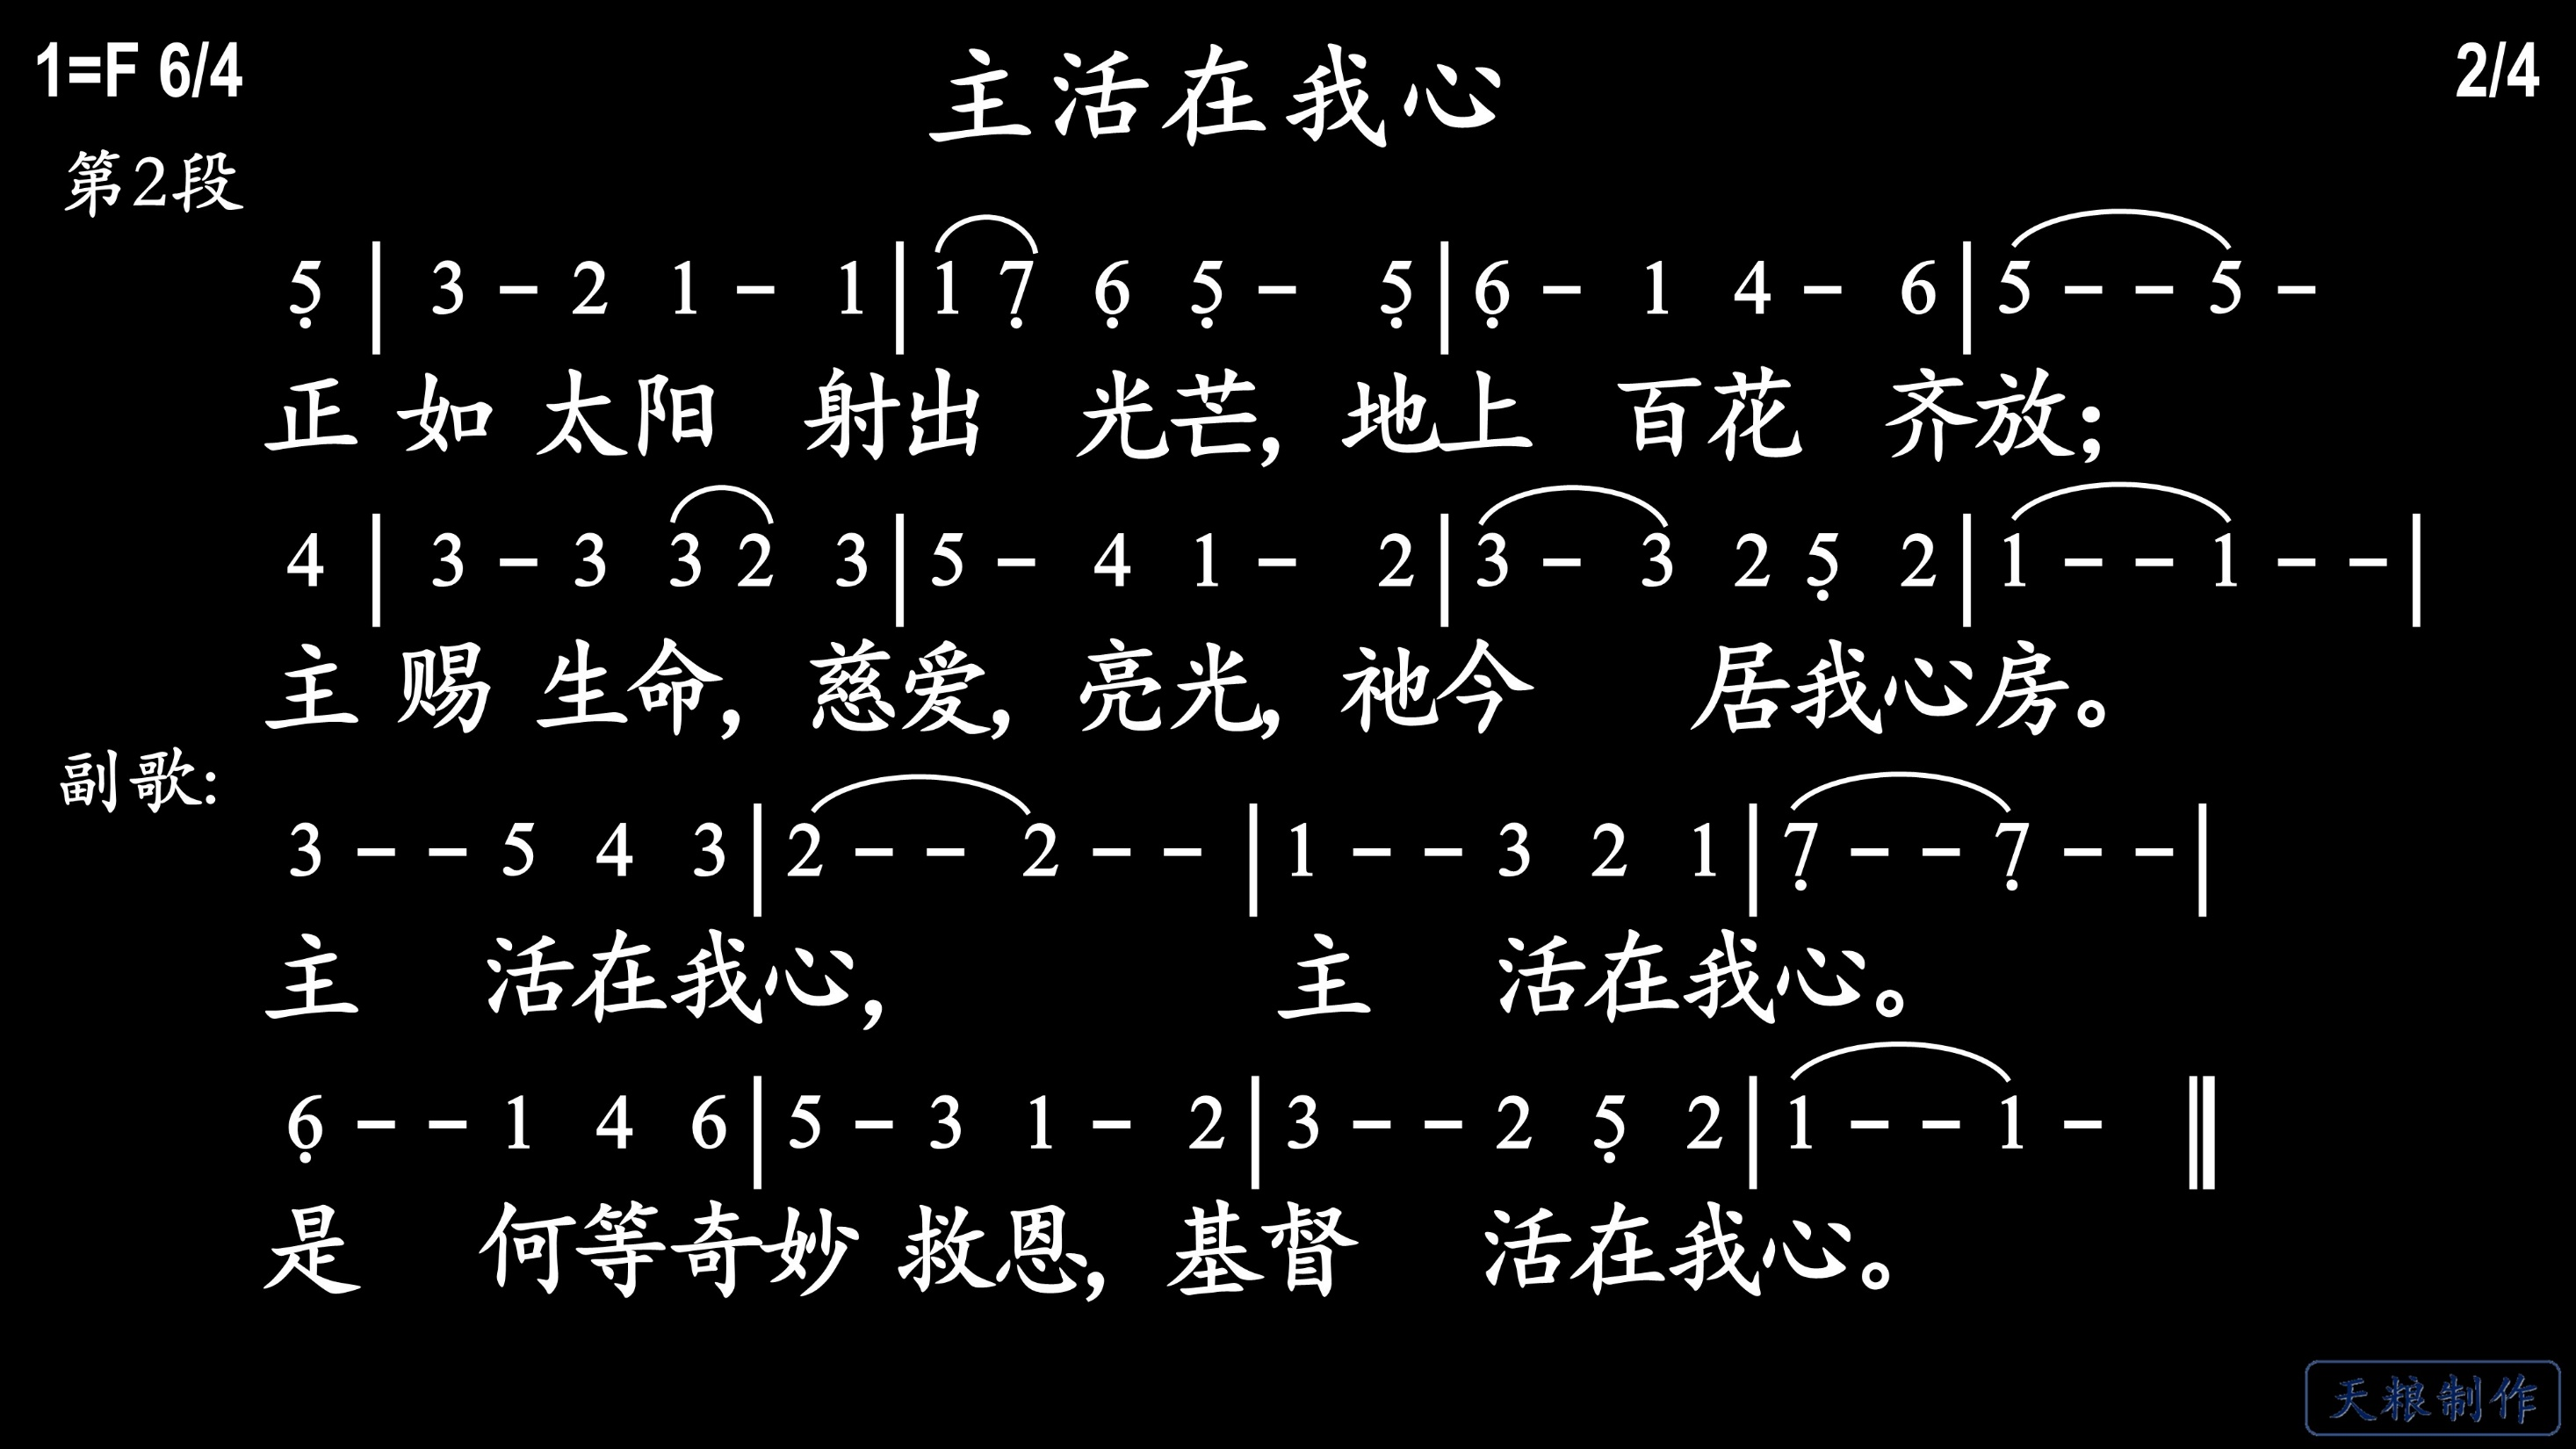 1=F 6/4 主活在我心 2/4
第2段
5̣ | 3 - 2 1 - 1 | 1 7̣ 6̣ 5̣ - 5̣ | 6̣ - 1 4 - 6 | 5 - - 5 -
正如太阳 射出 光芒, 地上 百花 齐放;
4 | 3 - 3 3 2 3 | 5 - 4 1 - 2 | 3 - 3 2 5̣ 2 | 1 - - 1 - - |
主赐生命, 慈爱, 亮光, 祂今 居我心房。
副歌:
3 - - 5 4 3 | 2 - - 2 - - | 1 - - 3 2 1 | 7̣ - - 7̣ - - |
主 活在我心, 主 活在我心。
6̣ - - 1 4 6 | 5 - 3 1 - 2 | 3 - - 2 5̣ 2 | 1 - - 1 - ‖
是 何等奇妙 救恩, 基督 活在我心。
天粮制作